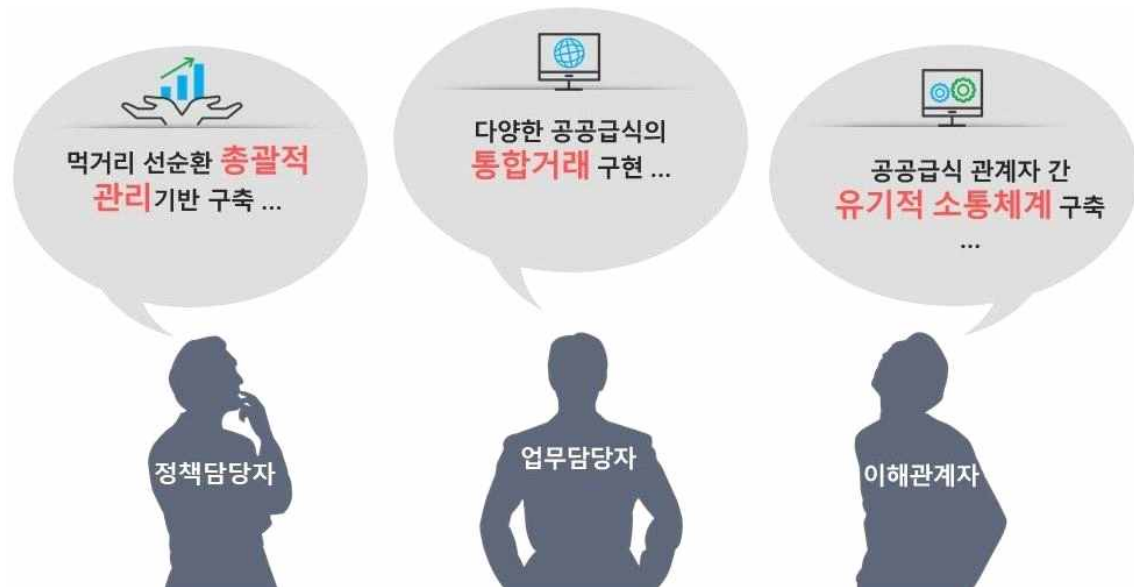 먹거리 선순환 총괄적
관리기반 구축 ...
다양한 공공급식의
통합거래 구현 ...
공공급식 관계자 간
유기적 소통체계 구축
...
정책담당자
업무담당자
이해관계자